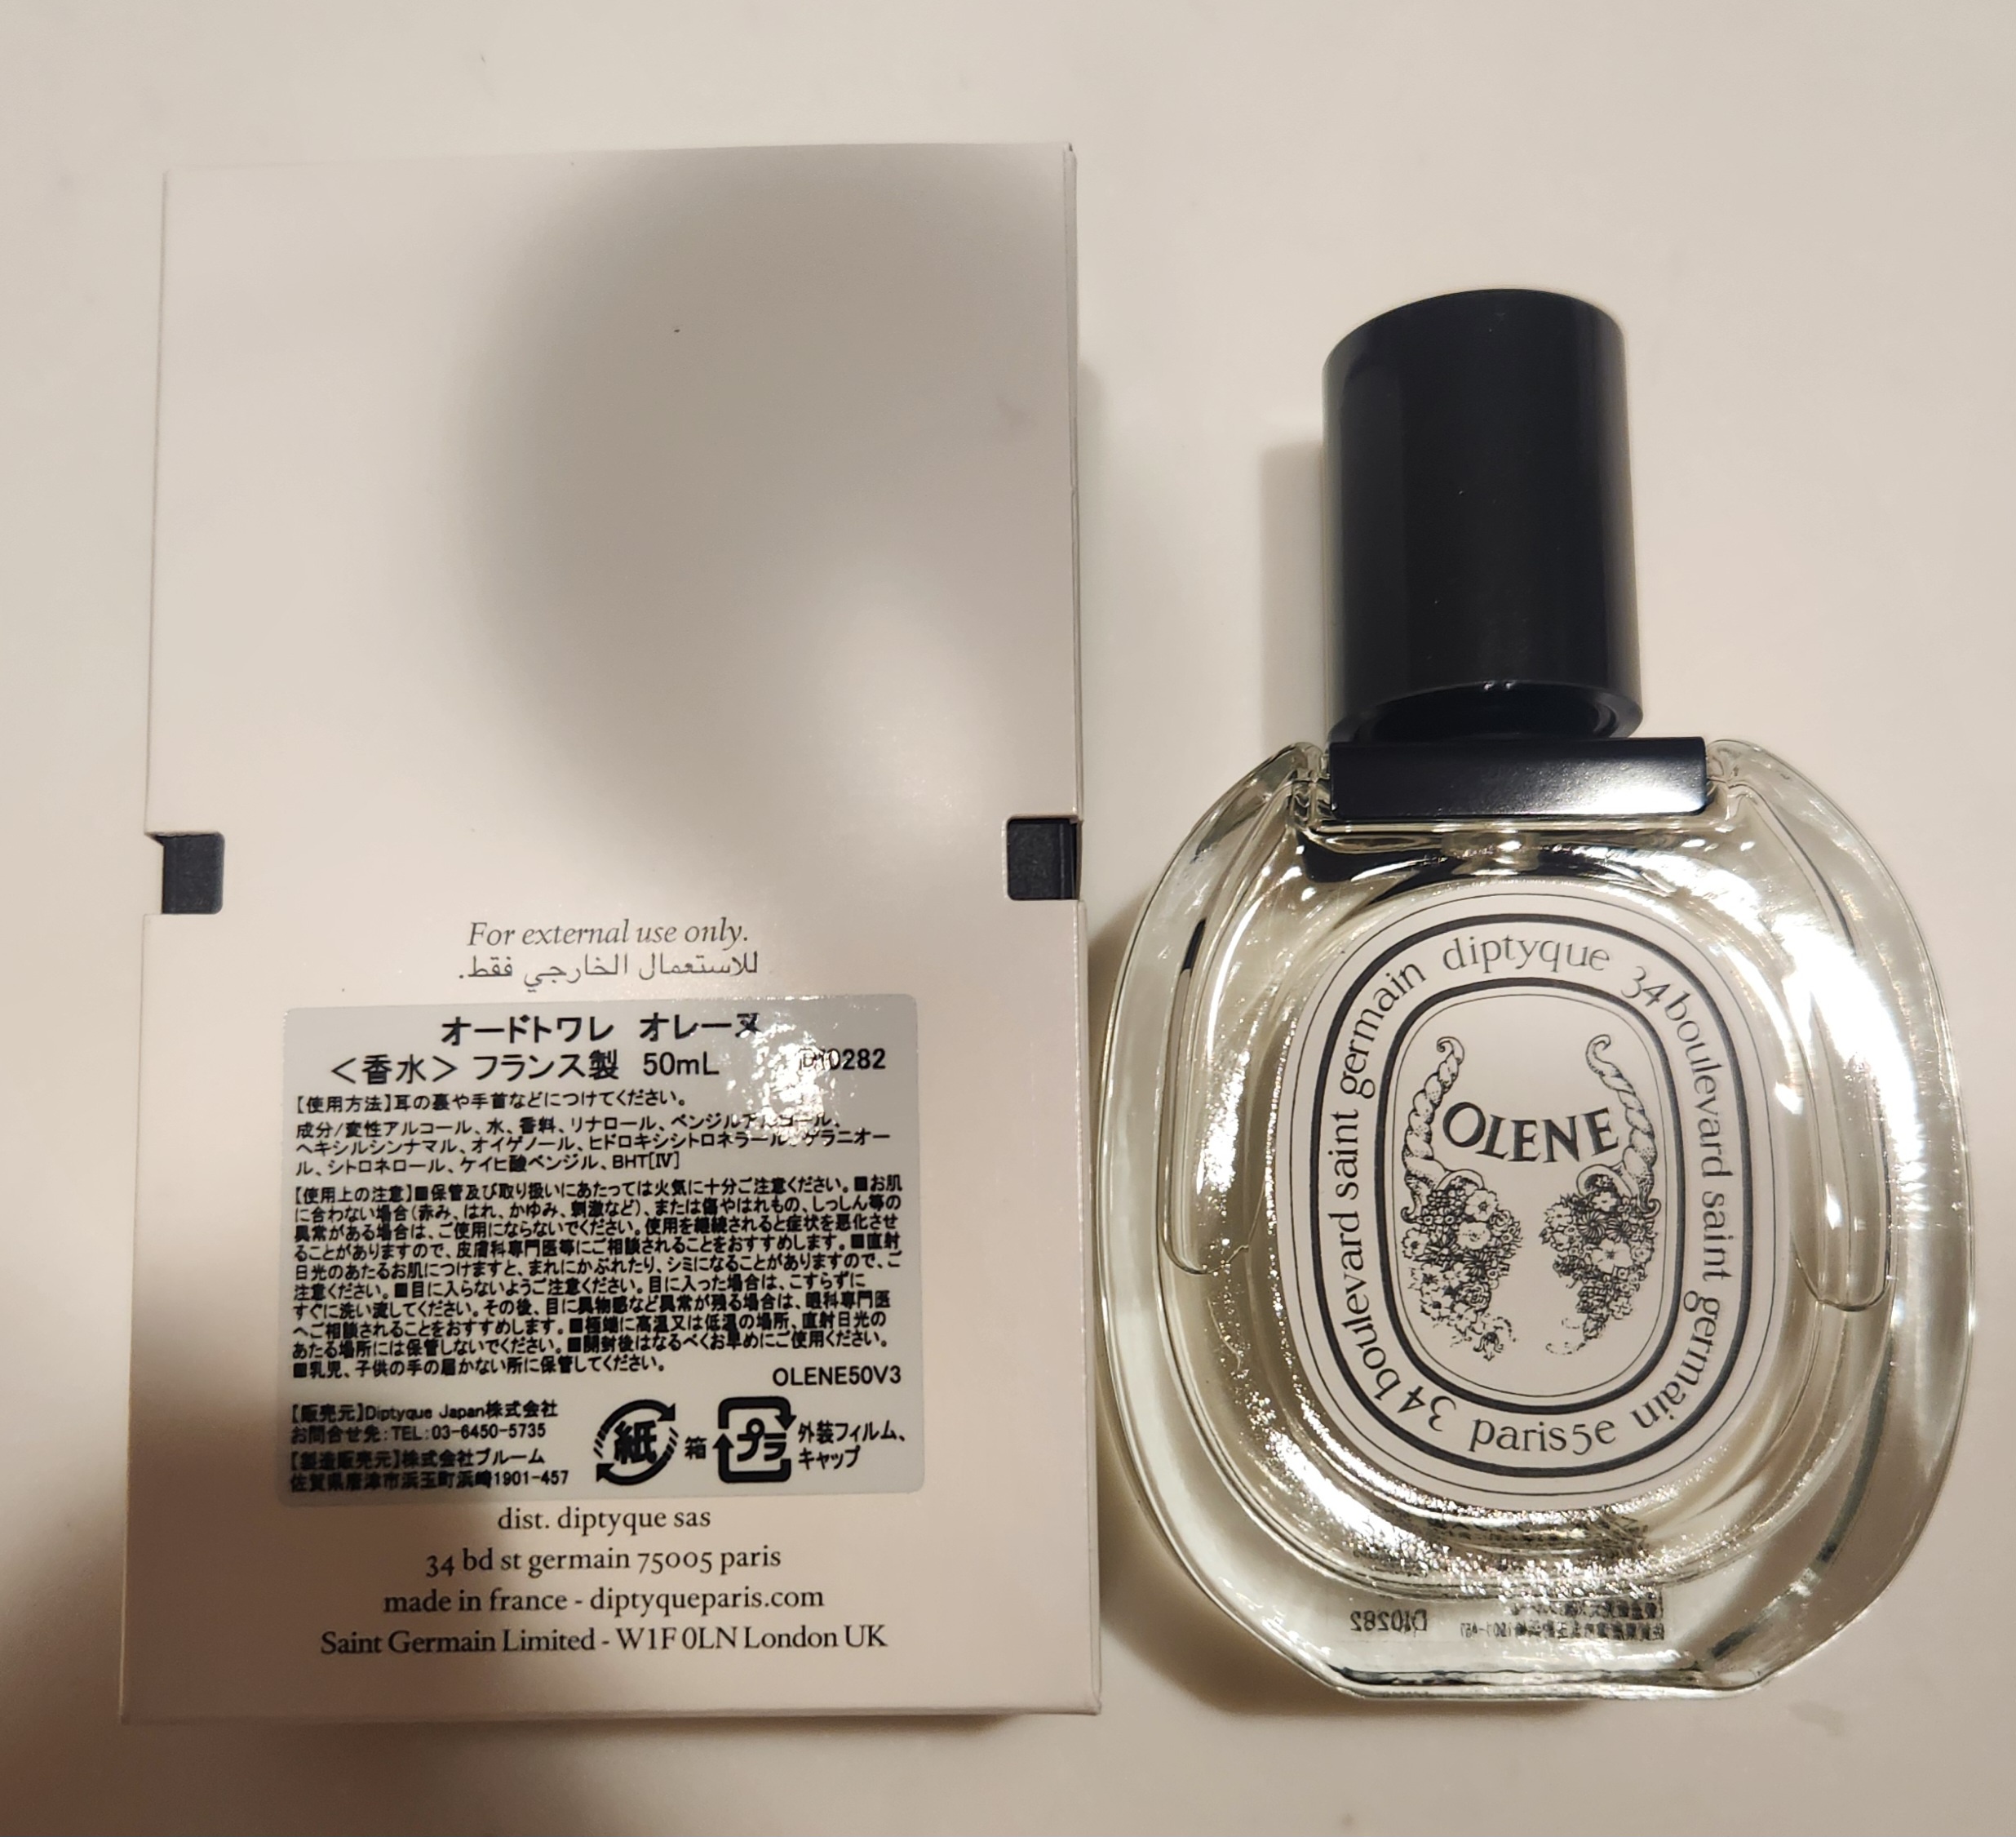 For external use only.
للاستعمال الخارجي فقط.
オードトワレ オレーヌ
＜香水＞フランス製 50mL D10282
【使用方法】耳の裏や手首などにつけてください。
成分/変性アルコール、水、香料、リナロール、ベンジルアルコール、
ヘキシルシンナマル、オイゲノール、ヒドロキシシトロネラール、ゲラニオー
ル、シトロネロール、ケイヒ酸ベンジル、BHT[Ⅳ]
【使用上の注意】■保管及び取り扱いにあたっては火気に十分ご注意ください。■お肌
に合わない場合(赤み、はれ、かゆみ、刺激など)、または傷やはれもの、しっしん等の
異常がある場合は、ご使用にならないでください。使用を継続されると症状を悪化させ
ることがありますので、皮膚科専門医等にご相談されることをおすすめします。■直射
日光のあたるお肌につけますと、まれにかぶれたり、シミになることがありますので、ご
注意ください。■目に入らないようご注意ください。目に入った場合は、こすらずに
すぐに洗い流してください。その後、目に異物感など異常が残る場合は、眼科専門医
へご相談されることをおすすめします。■極端に高温又は低温の場所、直射日光の
あたる場所には保管しないでください。■開封後はなるべくお早めにご使用ください。
■乳児、子供の手の届かない所に保管してください。
OLENE50V3
【販売元】Diptyque Japan株式会社
お問合せ先:TEL:03-6450-5735
【製造販売元】株式会社ブルーム
佐賀県唐津市浜玉町浜崎1901-457
紙 箱 プラ 外装フィルム、
キャップ
dist. diptyque sas
34 bd st germain 75005 paris
made in france - diptyqueparis.com
Saint Germain Limited - W1F 0LN London UK
diptyque 34 boulevard saint germain paris5e 34 boulevard saint germain
OLENE
D10282